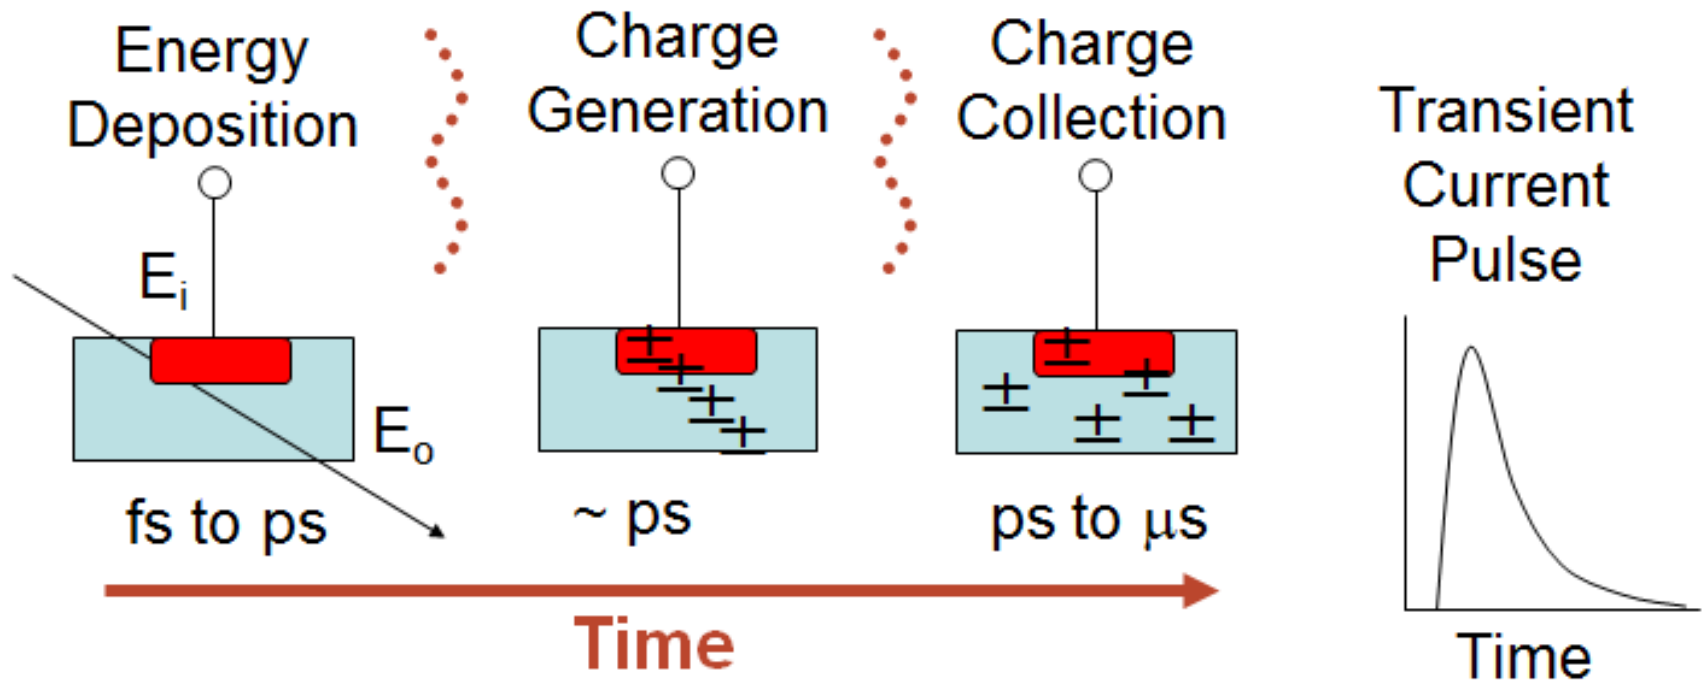 Energy
Deposition
Charge
Generation
Charge
Collection
Transient
Current
Pulse
Ei
Eo
±
±
±
±
±
±
±
±
±
fs to ps
~ ps
ps to μs
Time
Time